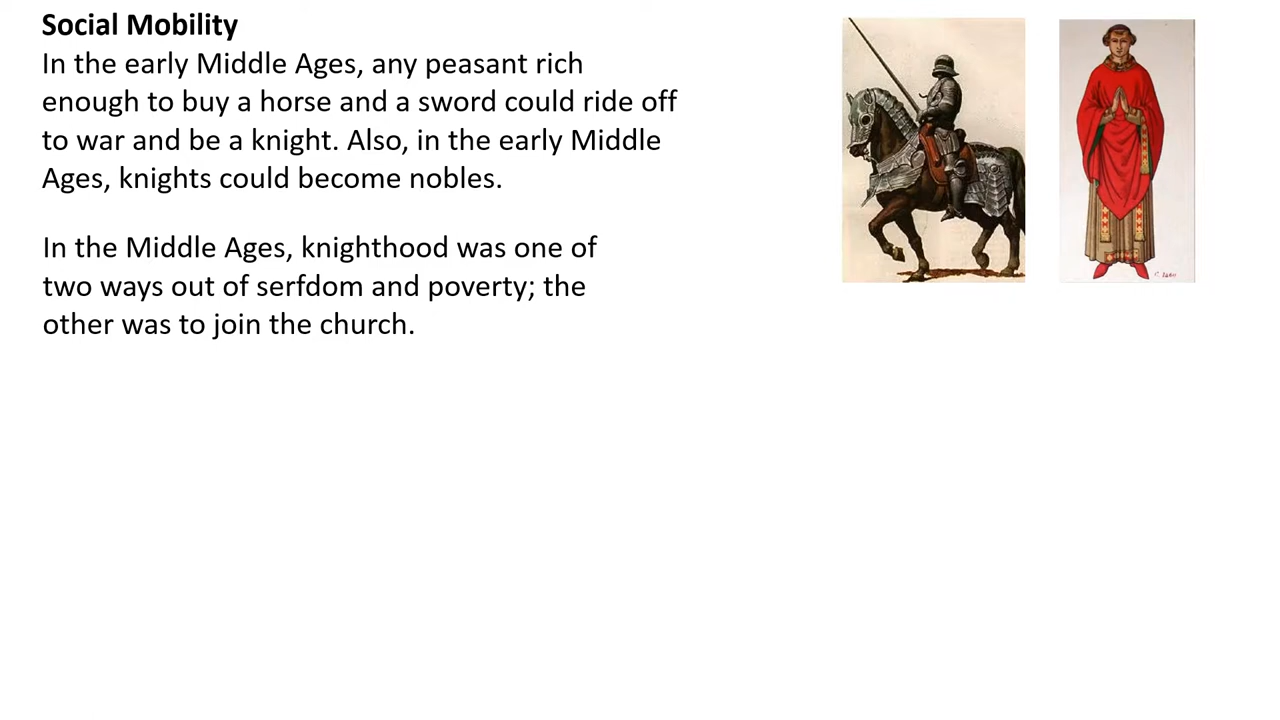 Social Mobility
In the early Middle Ages, any peasant rich
enough to buy a horse and a sword could ride off
to war and be a knight. Also, in the early Middle
Ages, knights could become nobles.
In the Middle Ages, knighthood was one of
two ways out of serfdom and poverty; the
other was to join the church.